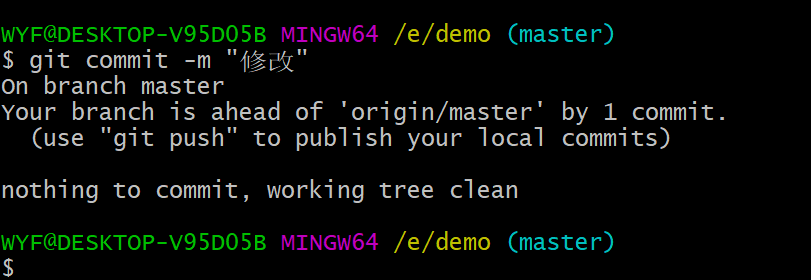 WYF@DESKTOP-V95D05B MINGW64 /e/demo (master)
$ git commit -m "修改"
On branch master
Your branch is ahead of 'origin/master' by 1 commit.
  (use "git push" to publish your local commits)
nothing to commit, working tree clean
WYF@DESKTOP-V95D05B MINGW64 /e/demo (master)
$